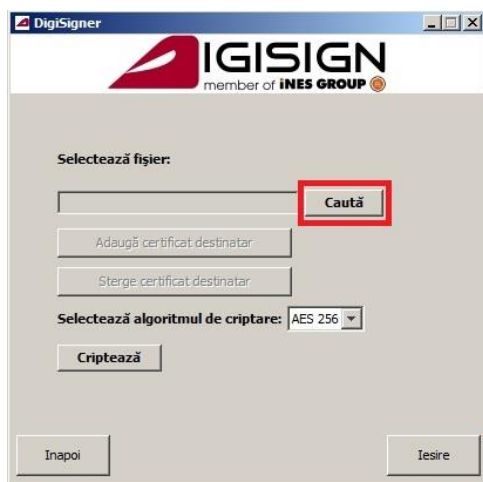 DigiSigner
DIGISIGN
member of iNES GROUP
Selectează fişier:
Caută
Adaugă certificat destinatar
Sterge certificat destinatar
Selectează algoritmul de criptare: AES 256
Criptează
Inapoi
Iesire